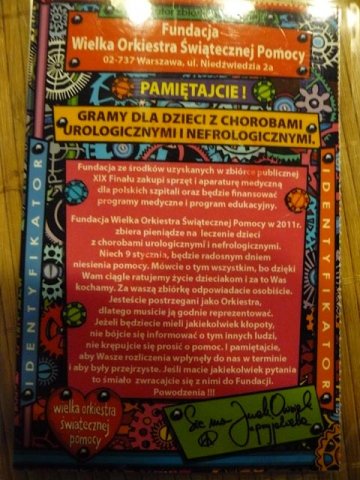 Fundacja
Wielka Orkiestra Świątecznej Pomocy
02-737 Warszawa, ul. Niedźwiedzia 2a
PAMIĘTAJCIE !
GRAMY DLA DZIECI Z CHOROBAMI
UROLOGICZNYMI I NEFROLOGICZNYMI.
IDENTYFIKATOR
IDENTYFIKATOR
Fundacja ze środków uzyskanych w zbiórce publicznej
XIX Finału zakupi sprzęt i aparaturę medyczną
dla polskich szpitali oraz będzie finansować
programy medyczne i program edukacyjny.
Fundacja Wielka Orkiestra Świątecznej Pomocy w 2011r.
zbiera pieniądze na leczenie dzieci
z chorobami urologicznymi i nefrologicznymi.
Niech 9 stycznia, będzie radosnym dniem
niesienia pomocy. Mówcie o tym wszystkim, bo dzięki
Wam ciągle ratujemy życie dzieciakom i za to Was
kochamy. Za waszą zbiórkę odpowiadacie osobiście.
Jesteście postrzegani jako Orkiestra,
dlatego musicie ją godnie reprezentować.
Jeżeli będziecie mieli jakiekolwiek kłopoty,
nie bójcie się informować o tym innych ludzi,
nie krępujcie się prosić o pomoc. I pamiętajcie,
aby Wasze rozliczenia wpłynęły do nas w terminie
i aby były przejrzyste. Jeśli macie jakiekolwiek pytania
to śmiało zwracajcie się z nimi do Fundacji.
Powodzenia !!!
wielka orkiestra
świątecznej
pomocy